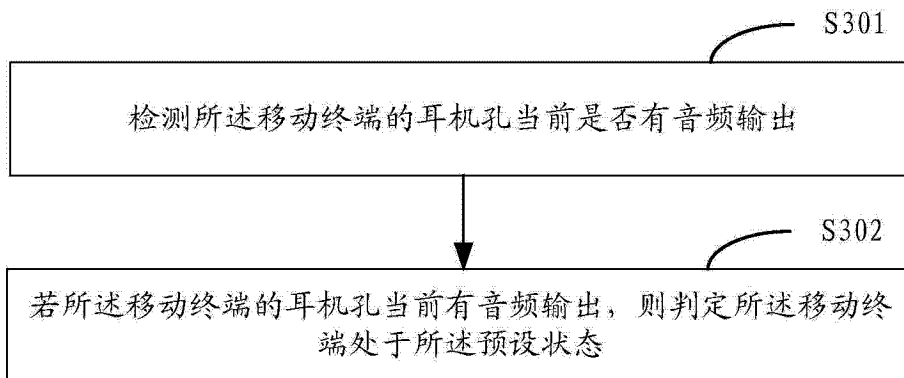 S301
检测所述移动终端的耳机孔当前是否有音频输出
S302
若所述移动终端的耳机孔当前有音频输出，则判定所述移动终
端处于所述预设状态